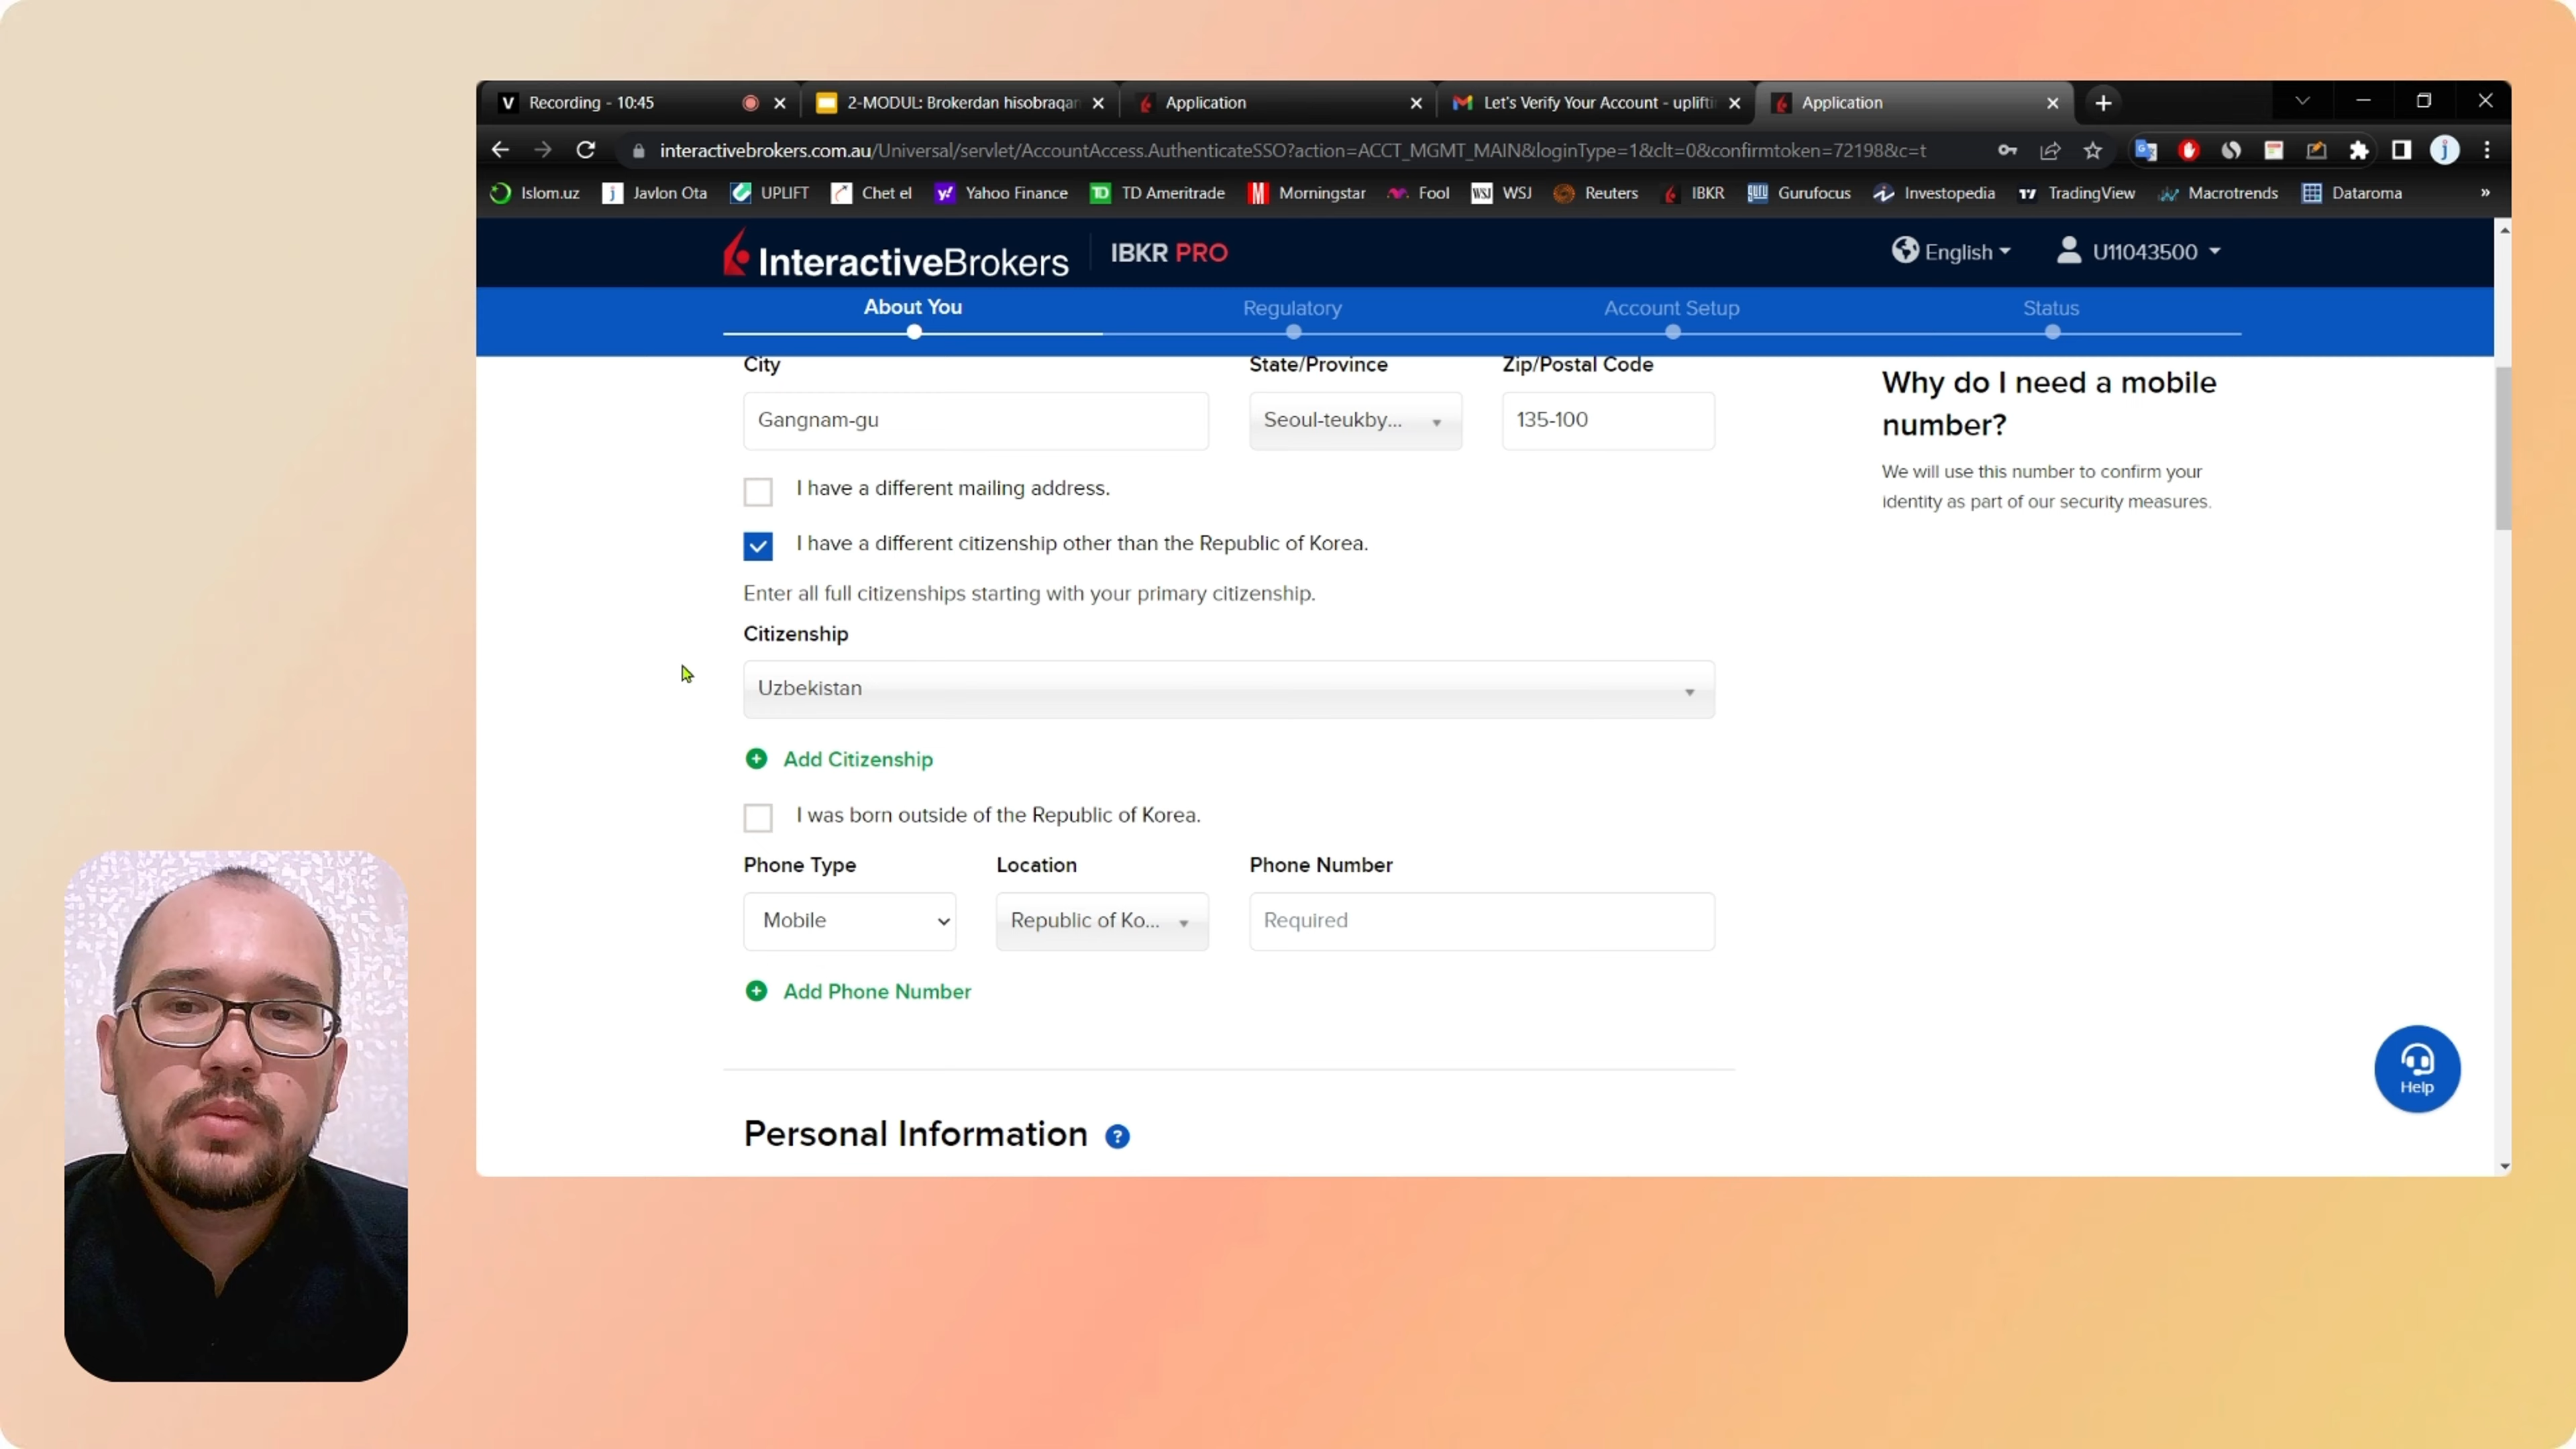 V Recording - 10:45
2-MODUL: Brokerdan hisobraqan
Application
Let's Verify Your Account - uplifti
Application
interactivebrokers.com.au/Universal/servlet/AccountAccess.AuthenticateSSO?action=ACCT_MGMT_MAIN&loginType=1&clt=0&confirmtoken=72198&c=t
Islom.uz j Javlon Ota UPLIFT Chet el y! Yahoo Finance TD TD Ameritrade M Morningstar Fool WSJ WSJ Reuters IBKR guru Gurufocus Investopedia TradingView Macrotrends Dataroma »
InteractiveBrokers IBKR PRO English U11043500
About You Regulatory Account Setup Status
City State/Province Zip/Postal Code
Gangnam-gu Seoul-teukby... 135-100
I have a different mailing address.
I have a different citizenship other than the Republic of Korea.
Enter all full citizenships starting with your primary citizenship.
Citizenship
Uzbekistan
Add Citizenship
I was born outside of the Republic of Korea.
Phone Type Location Phone Number
Mobile Republic of Ko... Required
Add Phone Number
Personal Information ?
Why do I need a mobile
number?
We will use this number to confirm your
identity as part of our security measures.
Help